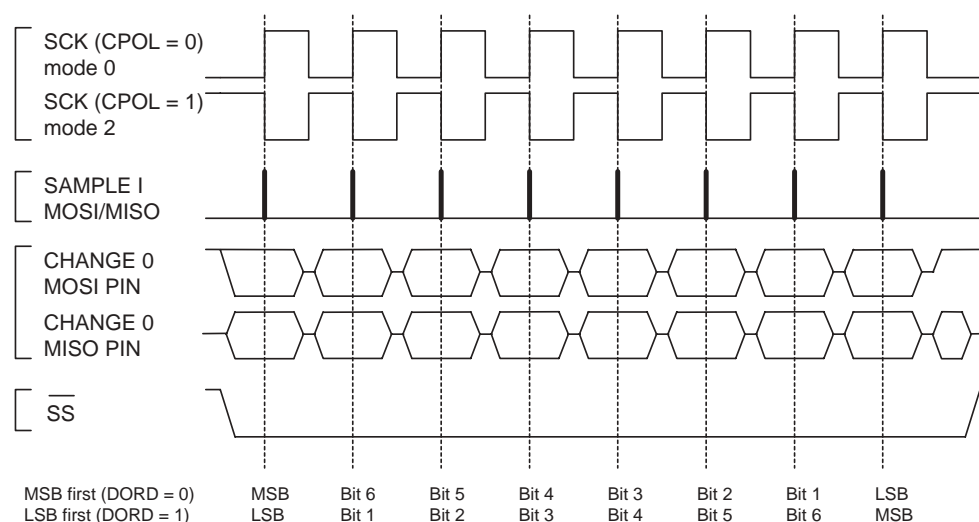 SCK (CPOL = 0)
mode 0
SCK (CPOL = 1)
mode 2
SAMPLE I
MOSI/MISO
CHANGE 0
MOSI PIN
CHANGE 0
MISO PIN
SS
MSB first (DORD = 0) MSB Bit 6 Bit 5 Bit 4 Bit 3 Bit 2 Bit 1 LSB
LSB first (DORD = 1) LSB Bit 1 Bit 2 Bit 3 Bit 4 Bit 5 Bit 6 MSB